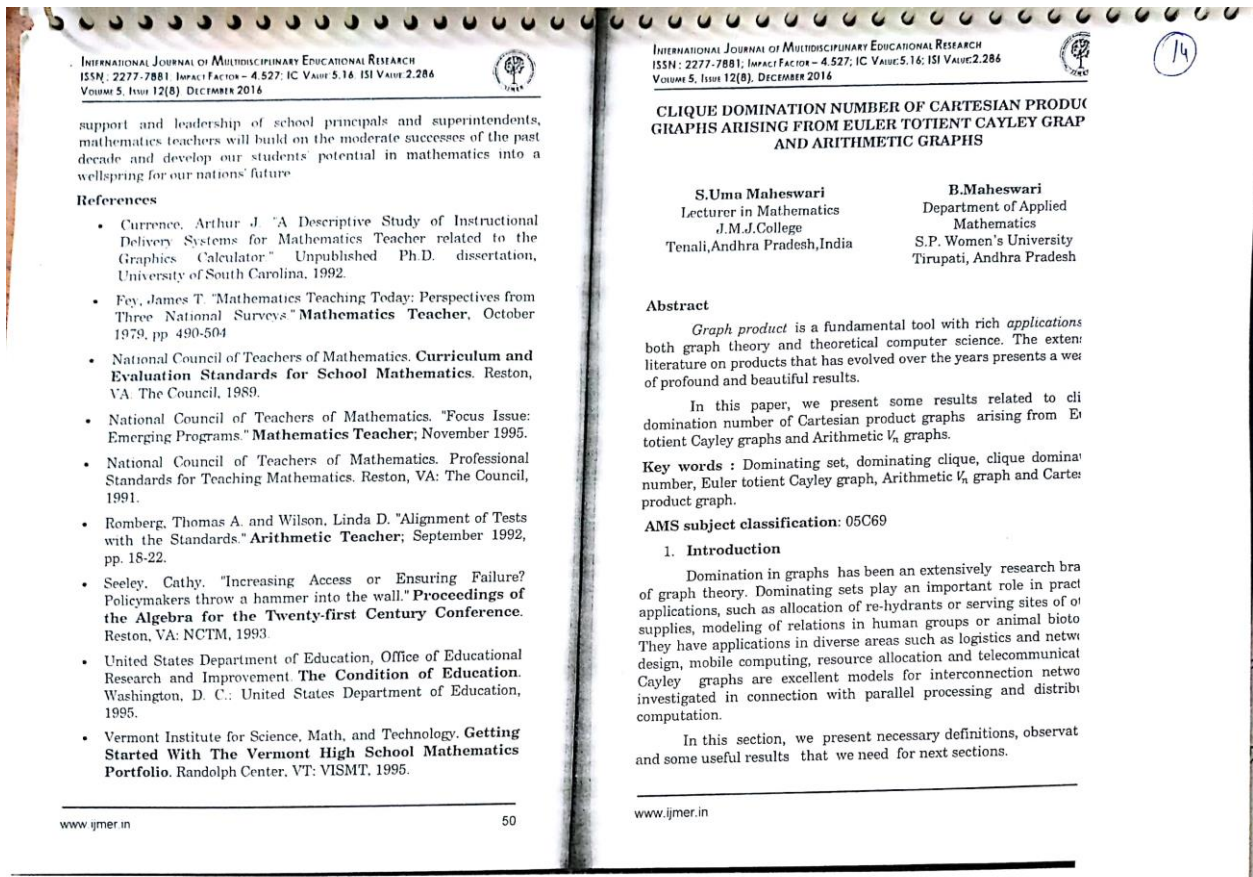 INTERNATIONAL JOURNAL OF MULTIDISCIPLINARY EDUCATIONAL RESEARCH
ISSN : 2277-7881; IMPACT FACTOR – 4.527; IC VALUE:5.16; ISI VALUE:2.286
VOLUME 5, ISSUE 12(8), DECEMBER 2016
IJMER
support and leadership of school principals and superintendents,
mathematics teachers will build on the moderate successes of the past
decade and develop our students' potential in mathematics into a
wellspring for our nations' future
References
• Currence, Arthur J. "A Descriptive Study of Instructional
Delivery Systems for Mathematics Teacher related to the
Graphics Calculator." Unpublished Ph.D. dissertation,
University of South Carolina, 1992.
• Fey, James T. "Mathematics Teaching Today: Perspectives from
Three National Surveys." Mathematics Teacher, October
1979, pp 490-504
• National Council of Teachers of Mathematics. Curriculum and
Evaluation Standards for School Mathematics. Reston,
VA. The Council, 1989.
• National Council of Teachers of Mathematics. "Focus Issue:
Emerging Programs." Mathematics Teacher; November 1995.
• National Council of Teachers of Mathematics. Professional
Standards for Teaching Mathematics. Reston, VA: The Council,
1991.
• Romberg, Thomas A. and Wilson, Linda D. "Alignment of Tests
with the Standards." Arithmetic Teacher; September 1992,
pp. 18-22.
• Seeley, Cathy. "Increasing Access or Ensuring Failure?
Policymakers throw a hammer into the wall." Proceedings of
the Algebra for the Twenty-first Century Conference.
Reston, VA: NCTM, 1993.
• United States Department of Education, Office of Educational
Research and Improvement. The Condition of Education.
Washington, D. C.: United States Department of Education,
1995.
• Vermont Institute for Science, Math, and Technology. Getting
Started With The Vermont High School Mathematics
Portfolio. Randolph Center, VT: VISMT, 1995.
www.ijmer.in 50
INTERNATIONAL JOURNAL OF MULTIDISCIPLINARY EDUCATIONAL RESEARCH
ISSN : 2277-7881; IMPACT FACTOR – 4.527; IC VALUE:5.16; ISI VALUE:2.286
VOLUME 5, ISSUE 12(8), DECEMBER 2016
14
CLIQUE DOMINATION NUMBER OF CARTESIAN PRODU
GRAPHS ARISING FROM EULER TOTIENT CAYLEY GRAP
AND ARITHMETIC GRAPHS
S.Uma Maheswari
Lecturer in Mathematics
J.M.J.College
Tenali,Andhra Pradesh,India
B.Maheswari
Department of Applied
Mathematics
S.P. Women's University
Tirupati, Andhra Pradesh
Abstract
Graph product is a fundamental tool with rich applications
both graph theory and theoretical computer science. The exten
literature on products that has evolved over the years presents a wea
of profound and beautiful results.
In this paper, we present some results related to cli
domination number of Cartesian product graphs arising from E
totient Cayley graphs and Arithmetic Vn graphs.
Key words : Dominating set, dominating clique, clique domina
number, Euler totient Cayley graph, Arithmetic Vn graph and Carte
product graph.
AMS subject classification: 05C69
1. Introduction
Domination in graphs has been an extensively research bra
of graph theory. Dominating sets play an important role in pract
applications, such as allocation of re-hydrants or serving sites of o
supplies, modeling of relations in human groups or animal bioto
They have applications in diverse areas such as logistics and netw
design, mobile computing, resource allocation and telecommunicat
Cayley graphs are excellent models for interconnection netwo
investigated in connection with parallel processing and distrib
computation.
In this section, we present necessary definitions, observat
and some useful results that we need for next sections.
www.ijmer.in